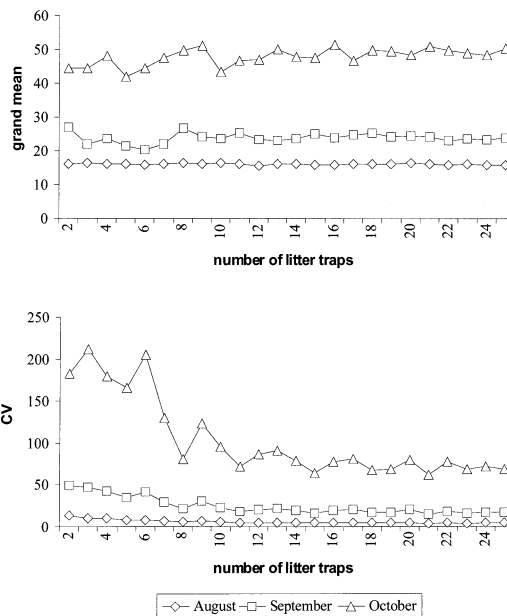 60
50
40
30
20
10
0
grand mean
2 4 6 8 10 12 14 16 18 20 22 24
number of litter traps
250
200
150
100
50
0
CV
2 4 6 8 10 12 14 16 18 20 22 24
number of litter traps
August September October